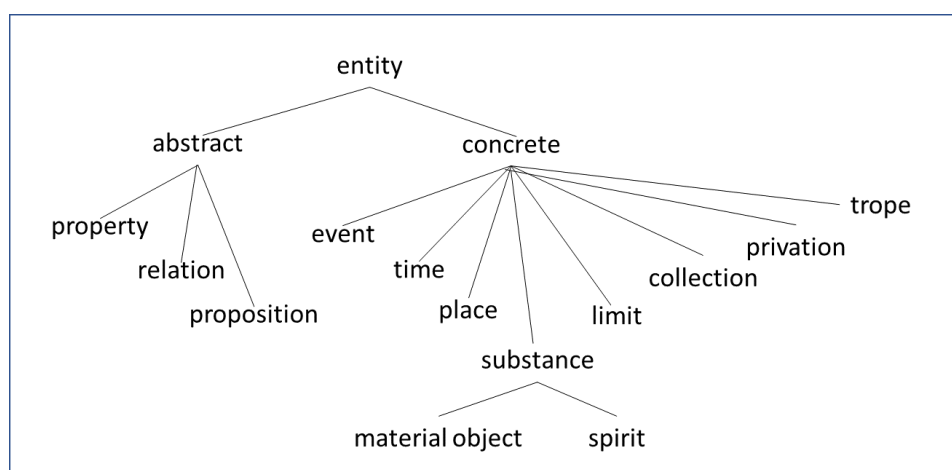 entity
abstract
concrete
property
relation
proposition
event
time
place
substance
limit
collection
privation
trope
material object
spirit